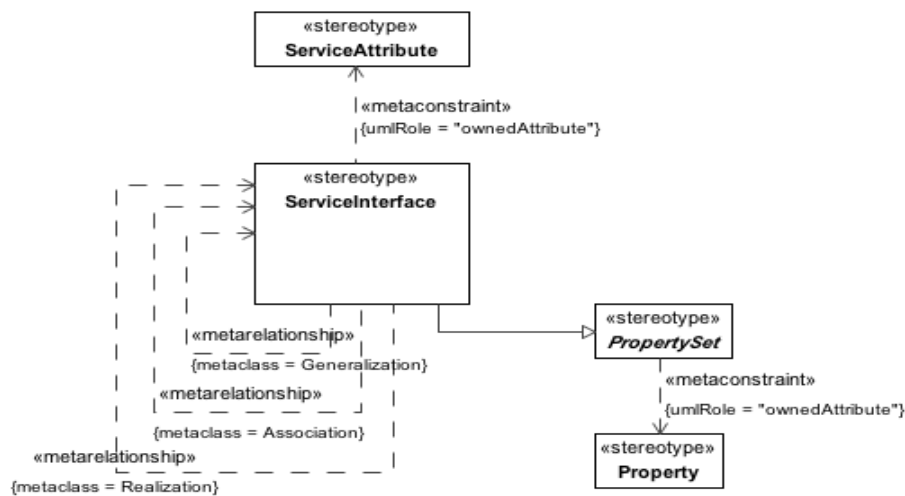 «stereotype»
ServiceAttribute
«metaconstraint»
{umlRole = "ownedAttribute"}
«stereotype»
ServiceInterface
«metarelationship»
{metaclass = Generalization}
«metarelationship»
{metaclass = Association}
«metarelationship»
{metaclass = Realization}
«stereotype»
PropertySet
«metaconstraint»
{umlRole = "ownedAttribute"}
«stereotype»
Property